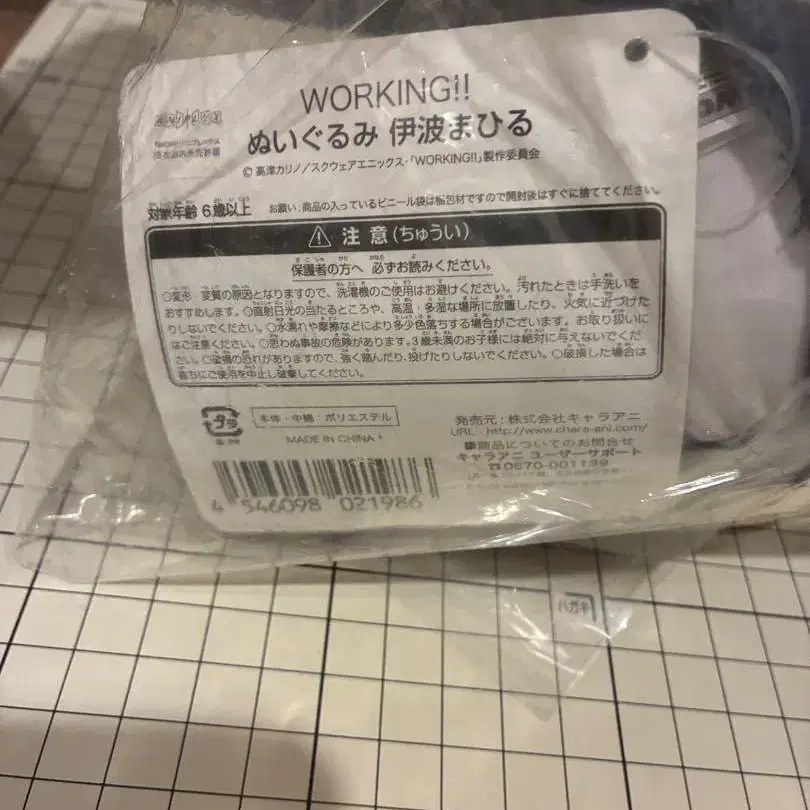 WORKING!!
ぬいぐるみ 伊波まひる
© 高津カリノ/スクウェアエニックス・「WORKING!!」製作委員会
対象年齢 6歳以上
お願い:商品の入っているビニール袋は梱包材ですので開封後はすぐに捨ててください。
注意(ちゅうい)
保護者の方へ 必ずお読みください。
○変形・変質の原因となりますので、洗濯機のご使用はお避けください。汚れたときは手洗いを
おすすめします。○直射日光の当たるところや、高温・多湿な場所に放置したり、火気に近づけた
りしないでください。○水濡れや摩擦などにより多少色落ちする場合がございます。お取り扱いに
はご注意ください。○思わぬ事故の危険があります。3歳未満のお子様には絶対に与えないでくだ
さい。○破損の恐れがありますので、強く踏んだり、投げたりしないでください。○破損した場合は
直ちにご使用を中止し破棄してください。
本体・中綿:ポリエステル
MADE IN CHINA
発売元:株式会社キャラアニ
URL http://www.chara-ani.com/
■商品についてのお問合せ
キャラアニ ユーザーサポート
☎0570-001139
4 546098 021986
ハガキ